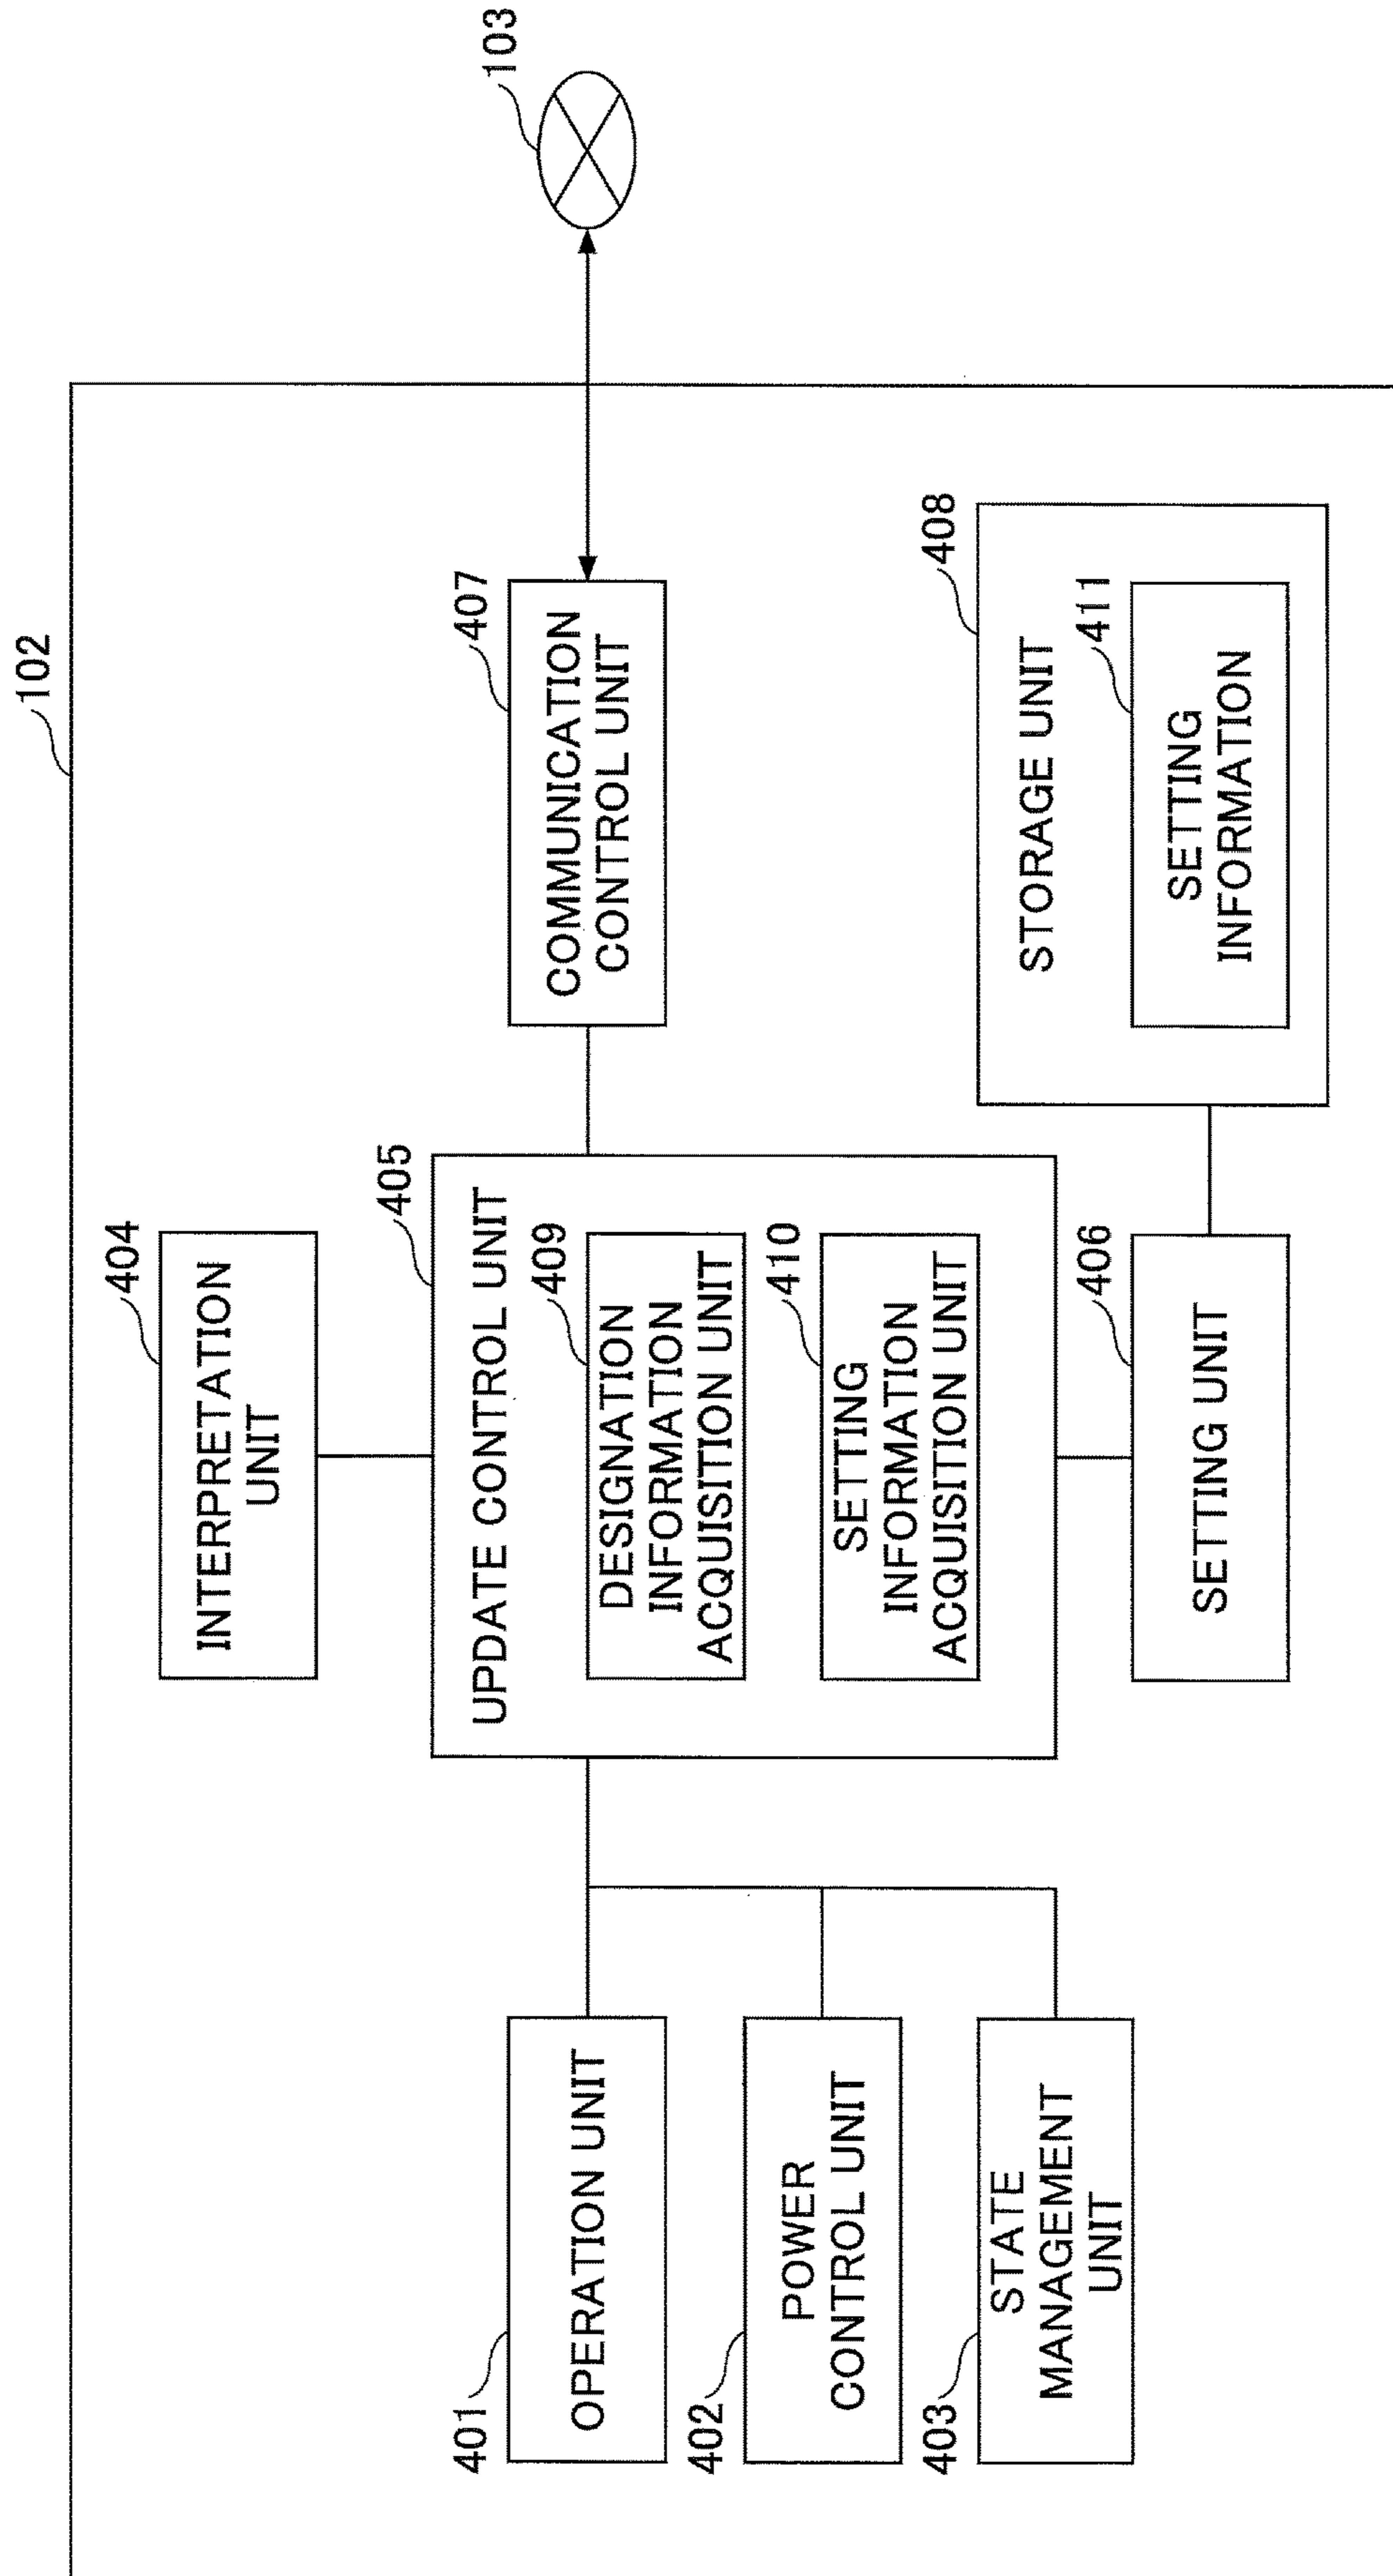 102
103
404
INTERPRETATION
UNIT
405
UPDATE CONTROL UNIT
409
DESIGNATION
INFORMATION
ACQUISITION UNIT
410
SETTING
INFORMATION
ACQUISITION UNIT
401
OPERATION UNIT
402
POWER
CONTROL UNIT
403
STATE
MANAGEMENT
UNIT
407
COMMUNICATION
CONTROL UNIT
406
SETTING UNIT
408
STORAGE UNIT
411
SETTING
INFORMATION